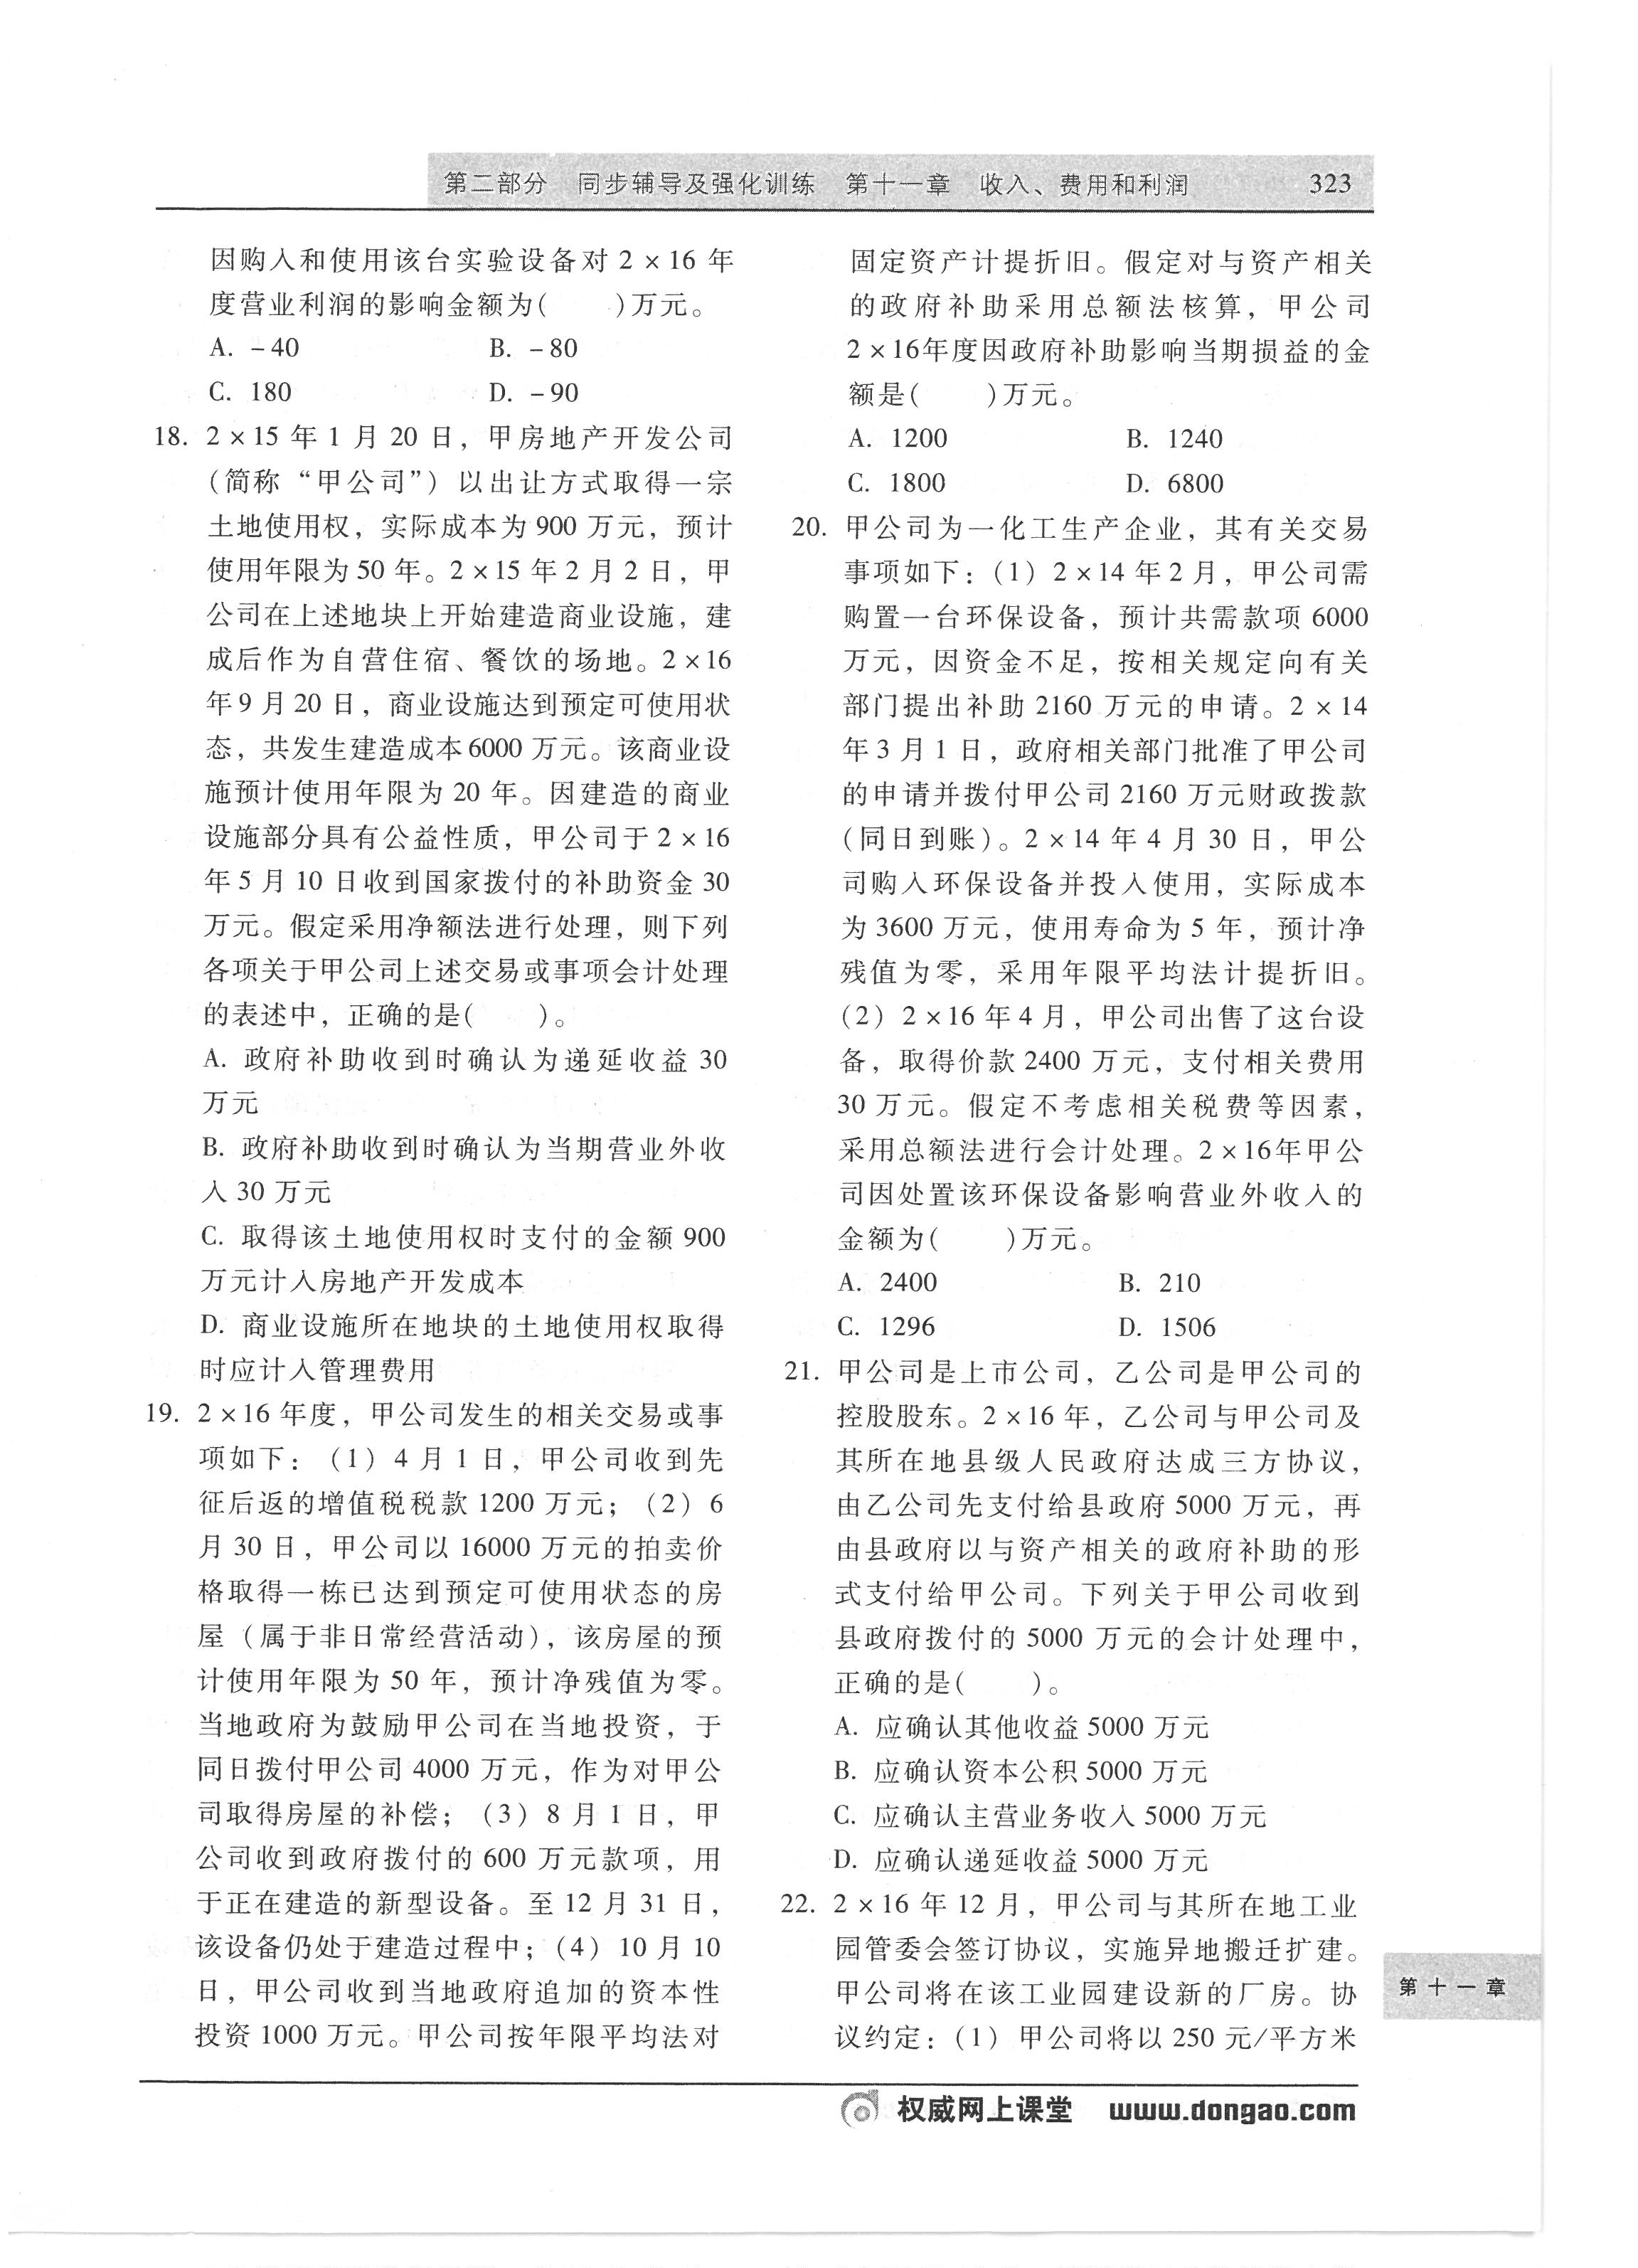 第二部分 同步辅导及强化训练 第十一章 收入、费用和利润 323
因购入和使用该台实验设备对 2×16 年
度营业利润的影响金额为( )万元。
A. -40 B. -80
C. 180 D. -90
18. 2×15 年 1 月 20 日，甲房地产开发公司
(简称“甲公司”) 以出让方式取得一宗
土地使用权，实际成本为 900 万元，预计
使用年限为 50 年。2×15 年 2 月 2 日，甲
公司在上述地块上开始建造商业设施，建
成后作为自营住宿、餐饮的场地。2×16
年 9 月 20 日，商业设施达到预定可使用状
态，共发生建造成本 6000 万元。该商业设
施预计使用年限为 20 年。因建造的商业
设施部分具有公益性质，甲公司于 2×16
年 5 月 10 日收到国家拨付的补助资金 30
万元。假定采用净额法进行处理，则下列
各项关于甲公司上述交易或事项会计处理
的表述中，正确的是( )。
A. 政府补助收到时确认为递延收益 30
万元
B. 政府补助收到时确认为当期营业外收
入 30 万元
C. 取得该土地使用权时支付的金额 900
万元计入房地产开发成本
D. 商业设施所在地块的土地使用权取得
时应计入管理费用
19. 2×16 年度，甲公司发生的相关交易或事
项如下：(1) 4 月 1 日，甲公司收到先
征后返的增值税税款 1200 万元；(2) 6
月 30 日，甲公司以 16000 万元的拍卖价
格取得一栋已达到预定可使用状态的房
屋（属于非日常经营活动），该房屋的预
计使用年限为 50 年，预计净残值为零。
当地政府为鼓励甲公司在当地投资，于
同日拨付甲公司 4000 万元，作为对甲公
司取得房屋的补偿；(3) 8 月 1 日，甲
公司收到政府拨付的 600 万元款项，用
于正在建造的新型设备。至 12 月 31 日，
该设备仍处于建造过程中；(4) 10 月 10
日，甲公司收到当地政府追加的资本性
投资 1000 万元。甲公司按年限平均法对
固定资产计提折旧。假定对与资产相关
的政府补助采用总额法核算，甲公司
2×16年度因政府补助影响当期损益的金
额是( )万元。
A. 1200 B. 1240
C. 1800 D. 6800
20. 甲公司为一化工生产企业，其有关交易
事项如下：(1) 2×14 年 2 月，甲公司需
购置一台环保设备，预计共需款项 6000
万元，因资金不足，按相关规定向有关
部门提出补助 2160 万元的申请。2×14
年 3 月 1 日，政府相关部门批准了甲公司
的申请并拨付甲公司 2160 万元财政拨款
(同日到账)。2×14 年 4 月 30 日，甲公
司购入环保设备并投入使用，实际成本
为 3600 万元，使用寿命为 5 年，预计净
残值为零，采用年限平均法计提折旧。
(2) 2×16 年 4 月，甲公司出售了这台设
备，取得价款 2400 万元，支付相关费用
30 万元。假定不考虑相关税费等因素，
采用总额法进行会计处理。2×16年甲公
司因处置该环保设备影响营业外收入的
金额为( )万元。
A. 2400 B. 210
C. 1296 D. 1506
21. 甲公司是上市公司，乙公司是甲公司的
控股股东。2×16 年，乙公司与甲公司及
其所在地县级人民政府达成三方协议，
由乙公司先支付给县政府 5000 万元，再
由县政府以与资产相关的政府补助的形
式支付给甲公司。下列关于甲公司收到
县政府拨付的 5000 万元的会计处理中，
正确的是( )。
A. 应确认其他收益 5000 万元
B. 应确认资本公积 5000 万元
C. 应确认主营业务收入 5000 万元
D. 应确认递延收益 5000 万元
22. 2×16 年 12 月，甲公司与其所在地工业
园管委会签订协议，实施异地搬迁扩建。
甲公司将在该工业园建设新的厂房。协
议约定：(1) 甲公司将以 250 元/平方米
第十一章
权威网上课堂 www.dongao.com